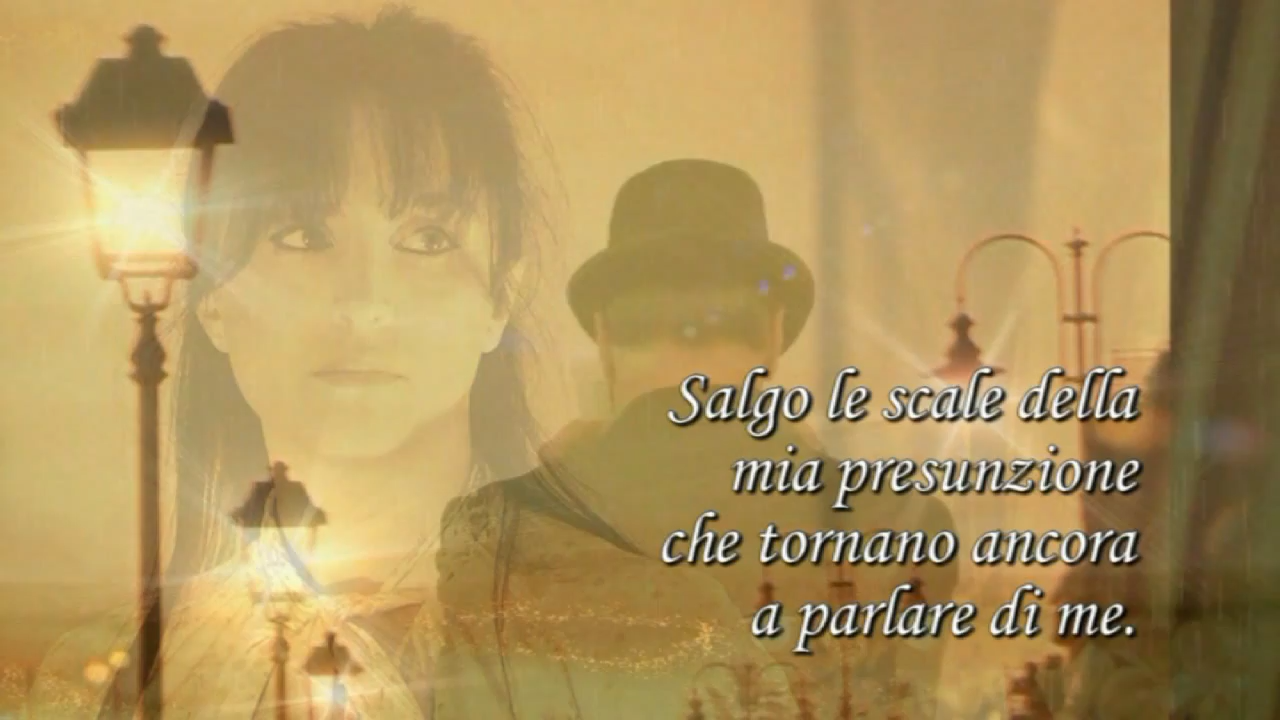 Salgo le scale della
mia presunzione
che tornano ancora
a parlare di me.